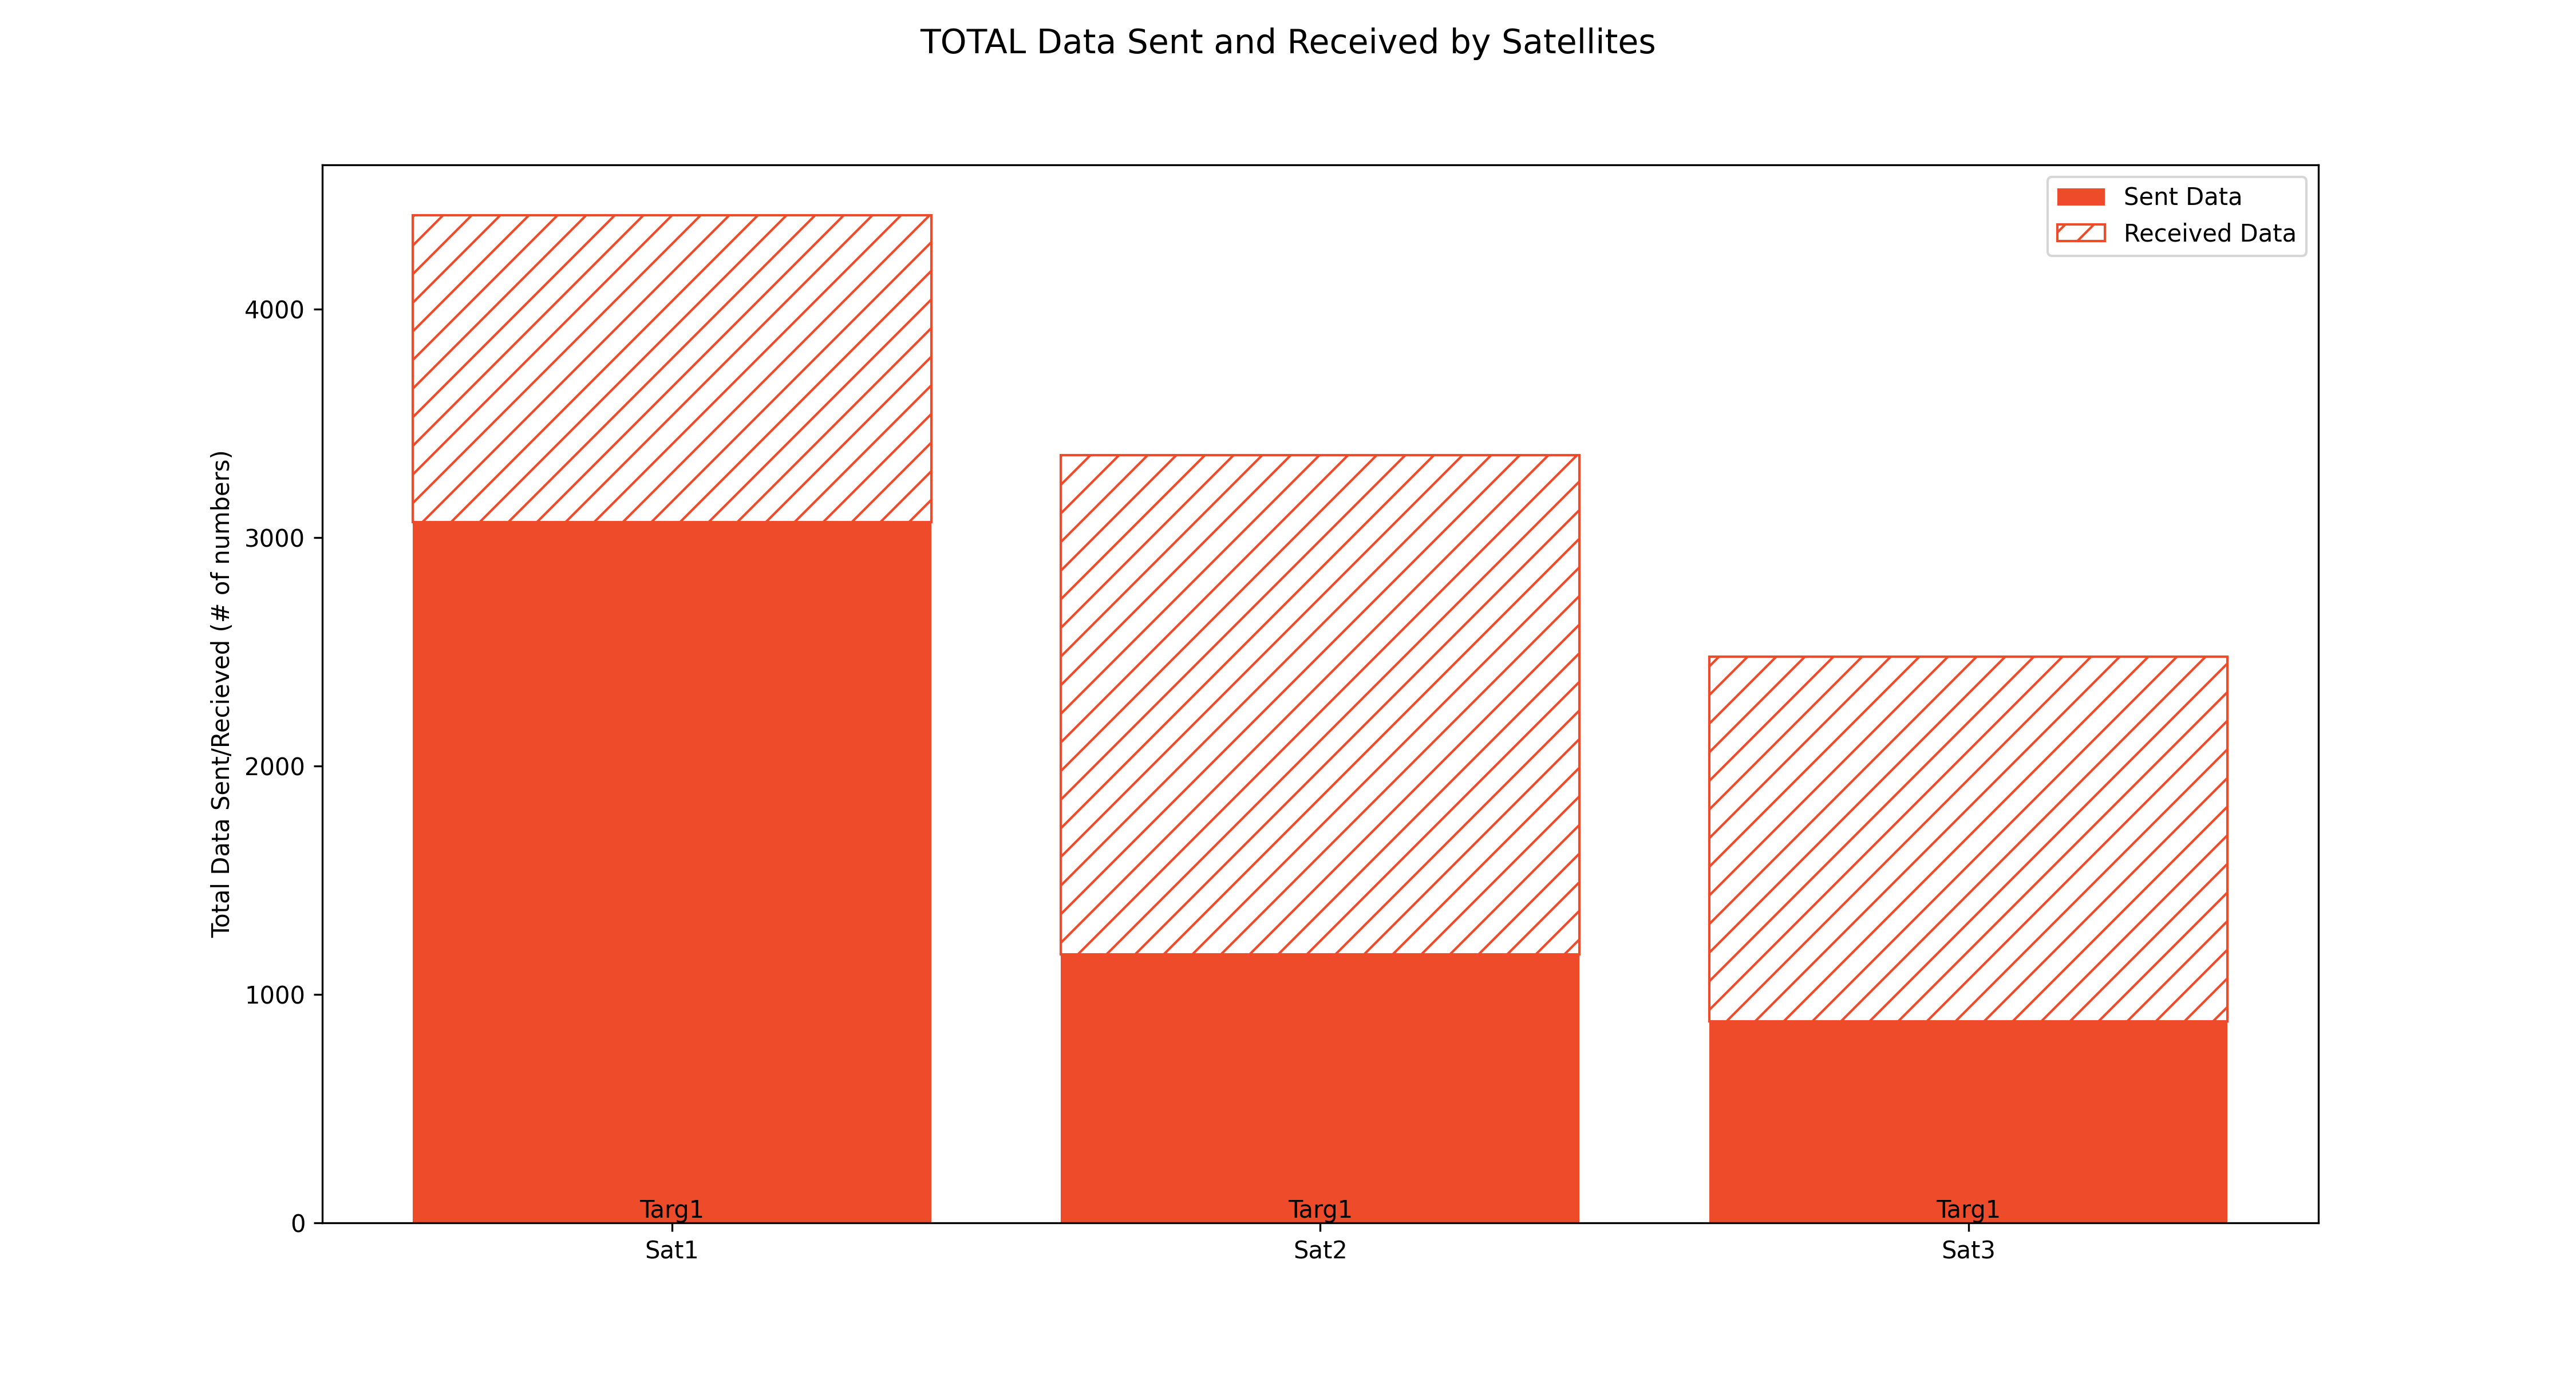 TOTAL Data Sent and Received by Satellites
Sent Data
Received Data
Total Data Sent/Recieved (# of numbers)
4000
3000
2000
1000
0
Targ1
Targ1
Targ1
Sat1
Sat2
Sat3